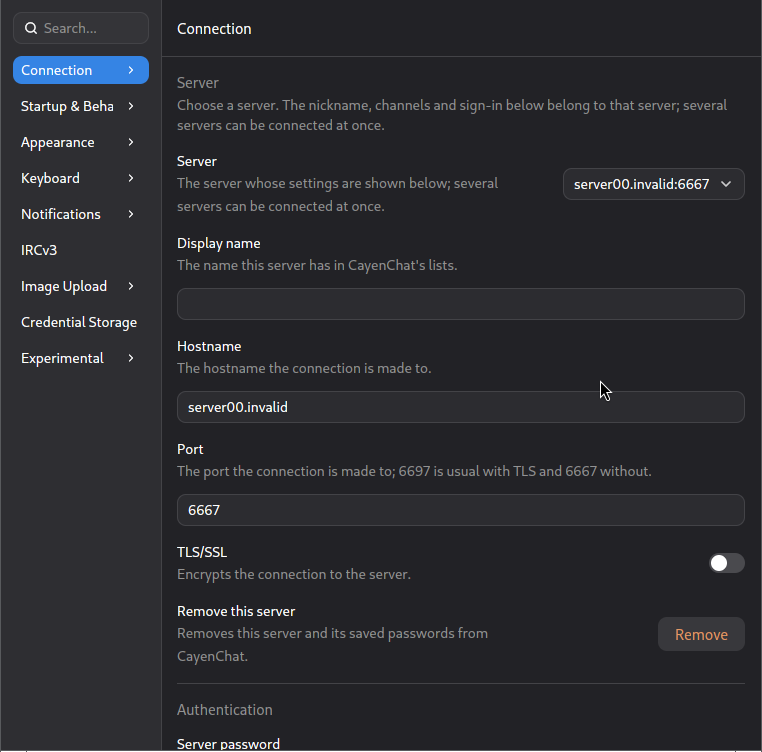 Search...
Connection
Startup & Beha
Appearance
Keyboard
Notifications
IRCv3
Image Upload
Credential Storage
Experimental
Connection
Server
Choose a server. The nickname, channels and sign-in below belong to that server; several
servers can be connected at once.
Server
The server whose settings are shown below; several
servers can be connected at once.
server00.invalid:6667
Display name
The name this server has in CayenChat's lists.
Hostname
The hostname the connection is made to.
server00.invalid
Port
The port the connection is made to; 6697 is usual with TLS and 6667 without.
6667
TLS/SSL
Encrypts the connection to the server.
Remove this server
Removes this server and its saved passwords from
CayenChat.
Remove
Authentication
Server password